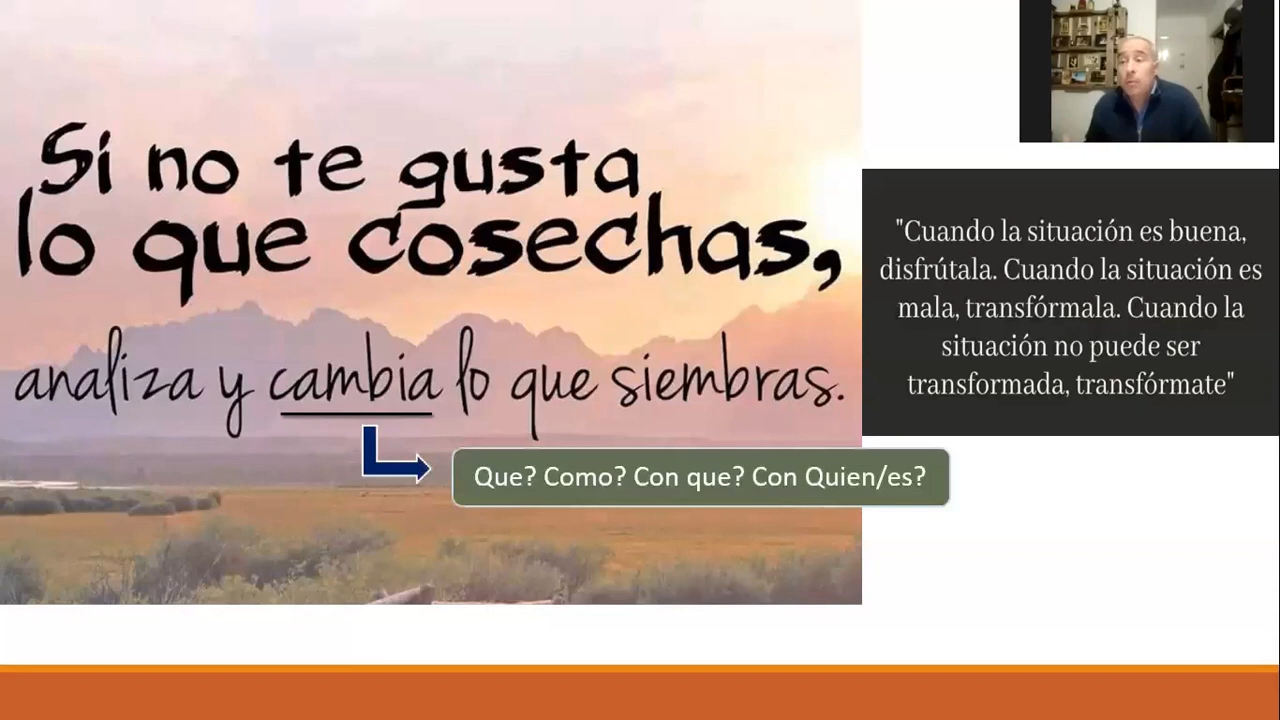 Si no te gusta
lo que cosechas,
analiza y cambia lo que siembras.
Que? Como? Con que? Con Quien/es?
"Cuando la situación es buena,
disfrútala. Cuando la situación es
mala, transfórmala. Cuando la
situación no puede ser
transformada, transfórmate"